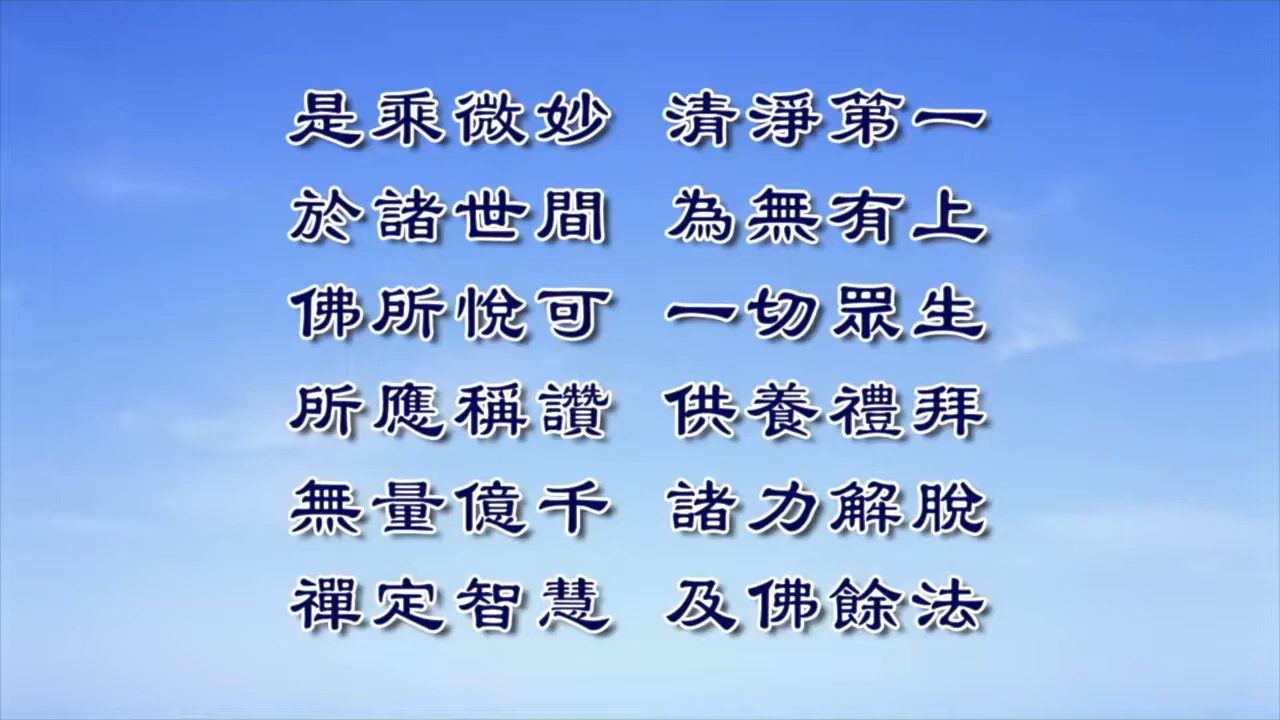 是乘微妙 清淨第一
於諸世間 為無有上
佛所悅可 一切眾生
所應稱讚 供養禮拜
無量億千 諸力解脫
禪定智慧 及佛餘法